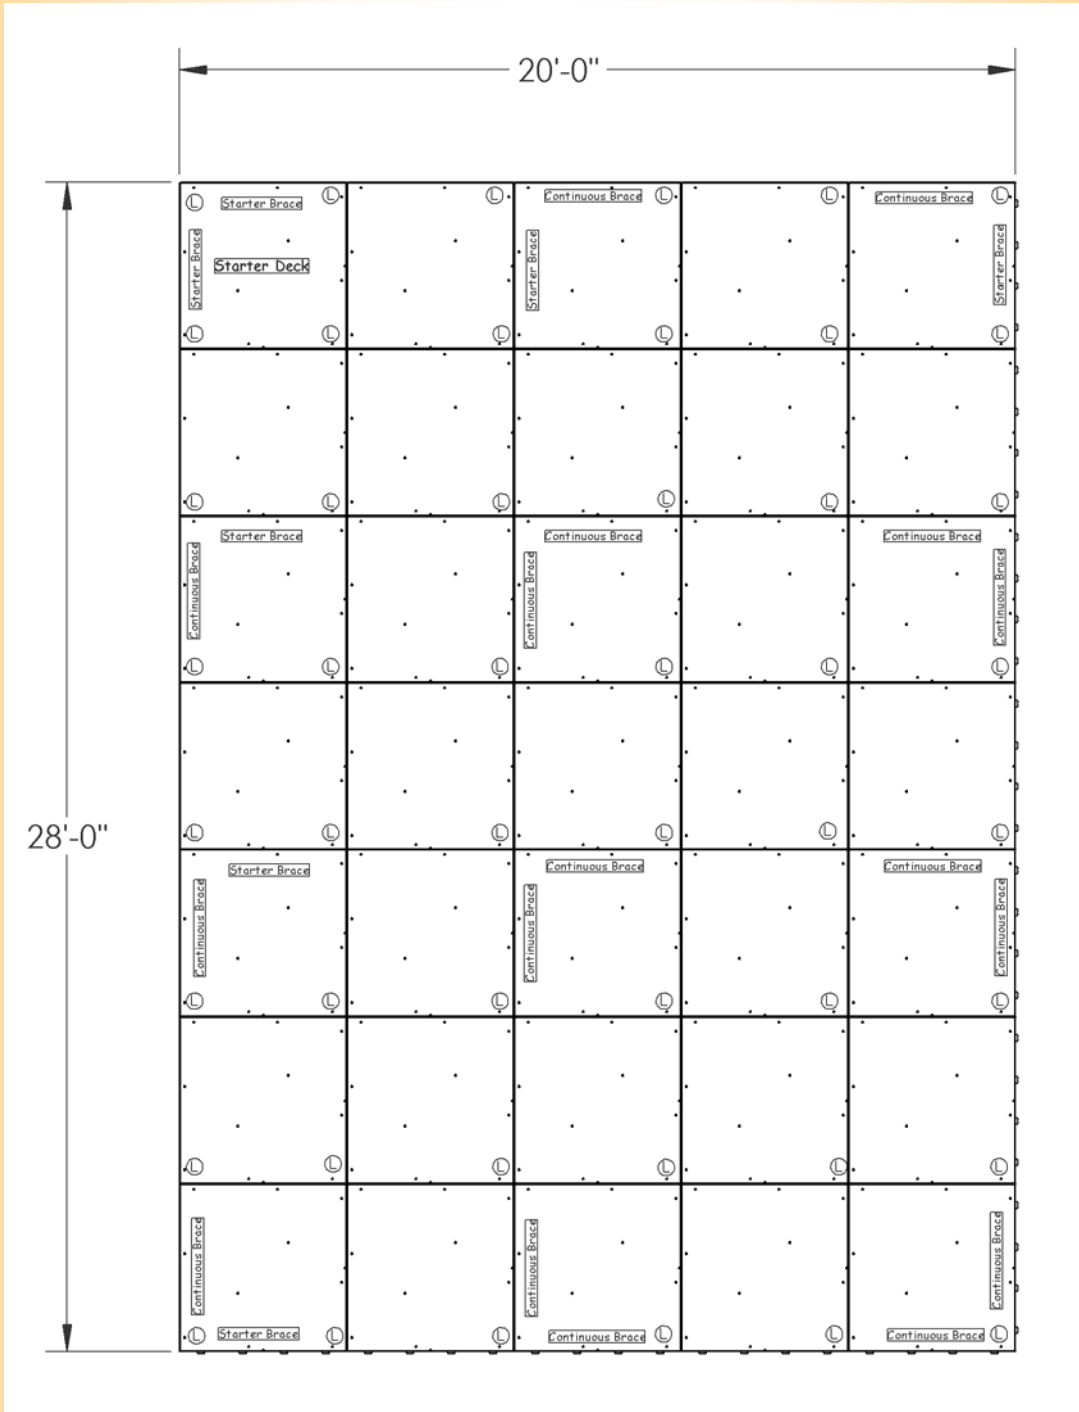 20'-0"
L Starter Brace L L Continuous Brace L L Continuous Brace L
Starter Brace
Starter Deck
Starter Brace
Starter Brace
L L L L L L
L L L L L L
Starter Brace Continuous Brace Continuous Brace
Continuous Brace
Continuous Brace
Continuous Brace
L L L L L L
28'-0"
L L L L L L
Starter Brace Continuous Brace Continuous Brace
Continuous Brace
Continuous Brace
Continuous Brace
L L L L L L
L L L L L L
Continuous Brace
Continuous Brace
Continuous Brace
L Starter Brace L L Continuous Brace L L Continuous Brace L